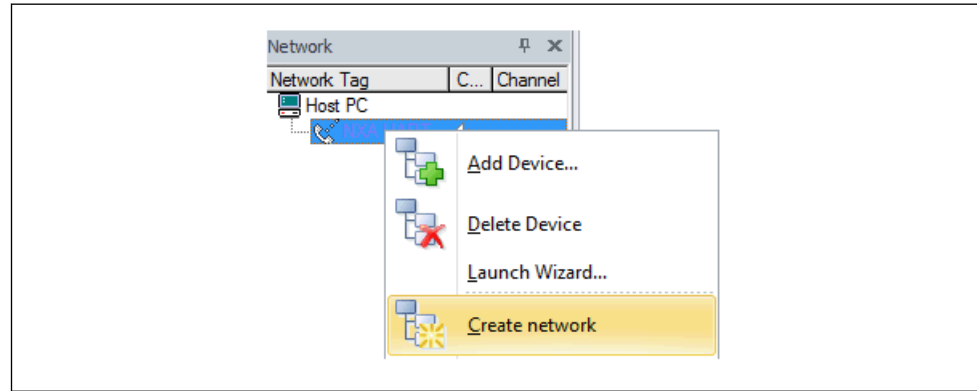 Network
Network Tag C... Channel
Host PC
Add Device...
Delete Device
Launch Wizard...
Create network